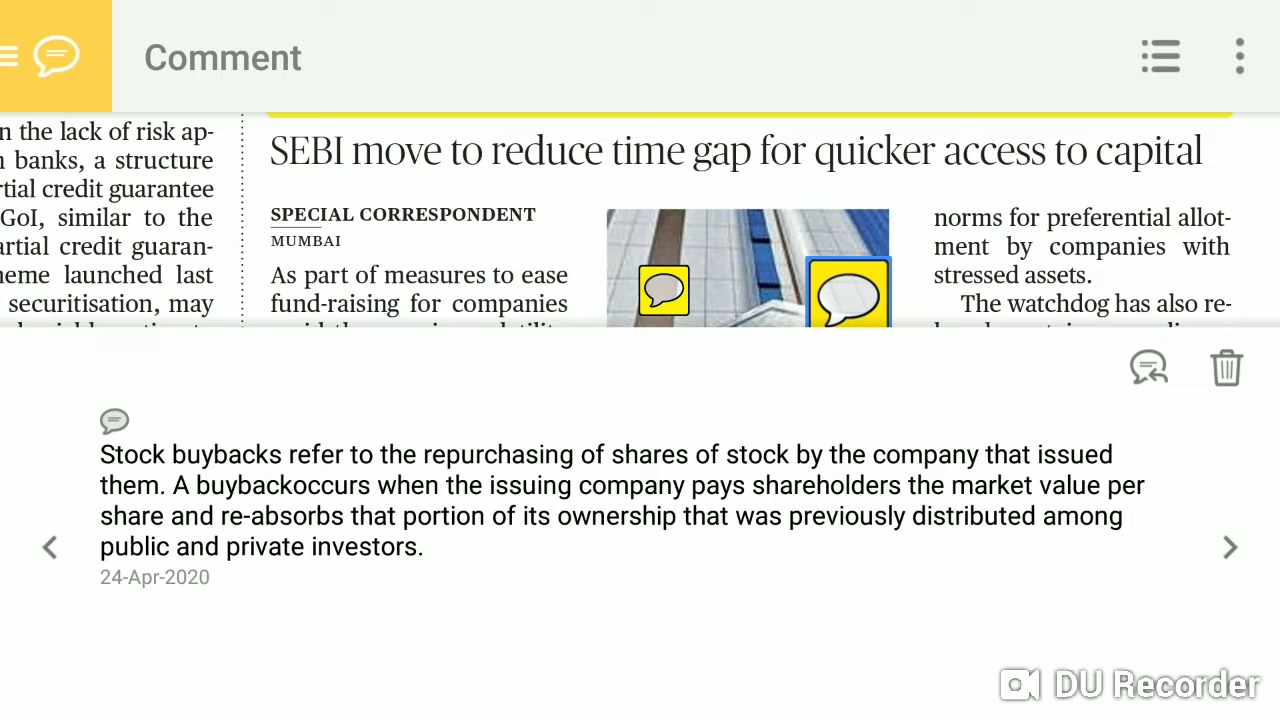 Comment
n the lack of risk ap-
n banks, a structure
rtial credit guarantee
GoI, similar to the
artial credit guaran-
heme launched last
securitisation, may
SEBI move to reduce time gap for quicker access to capital
SPECIAL CORRESPONDENT
MUMBAI
As part of measures to ease
fund-raising for companies
norms for preferential allot-
ment by companies with
stressed assets.
The watchdog has also re-
Stock buybacks refer to the repurchasing of shares of stock by the company that issued
them. A buybackoccurs when the issuing company pays shareholders the market value per
share and re-absorbs that portion of its ownership that was previously distributed among
public and private investors.
24-Apr-2020
DU Recorder